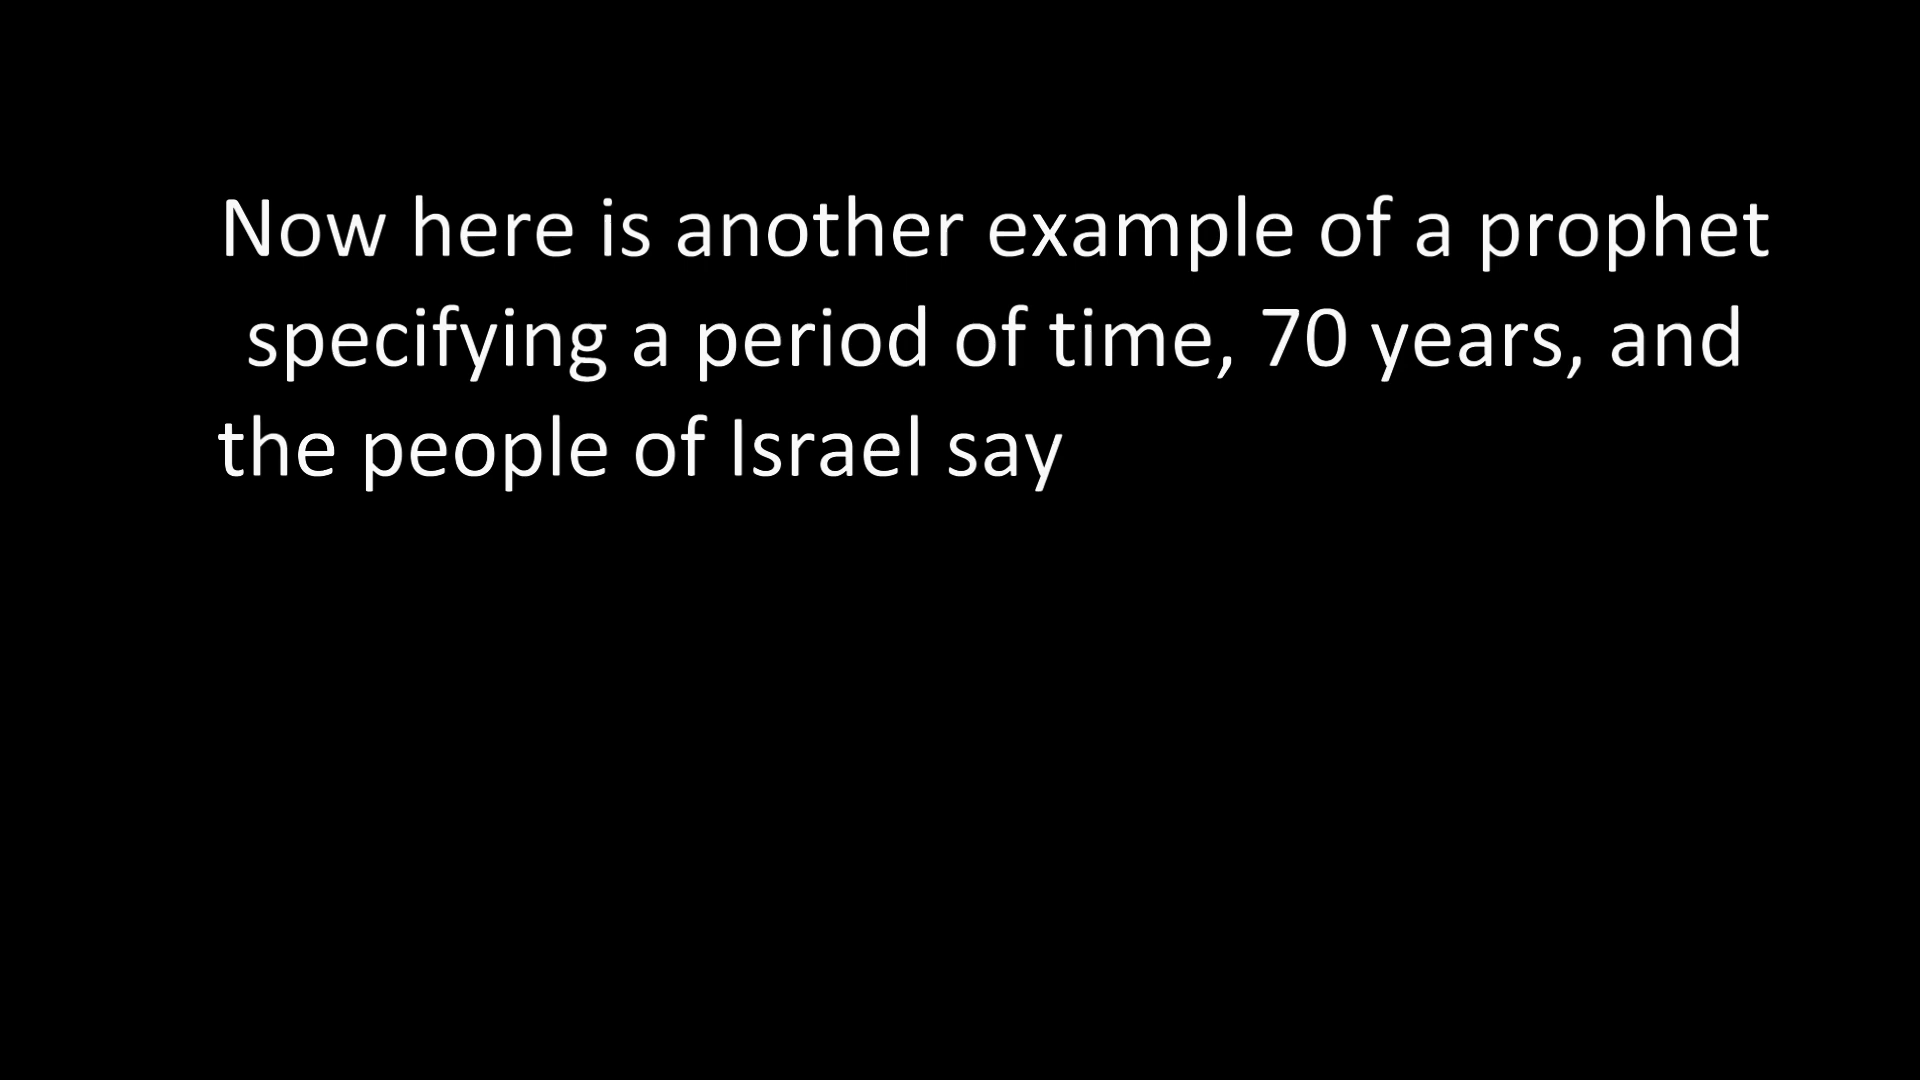 Now here is another example of a prophet
specifying a period of time, 70 years, and
the people of Israel say